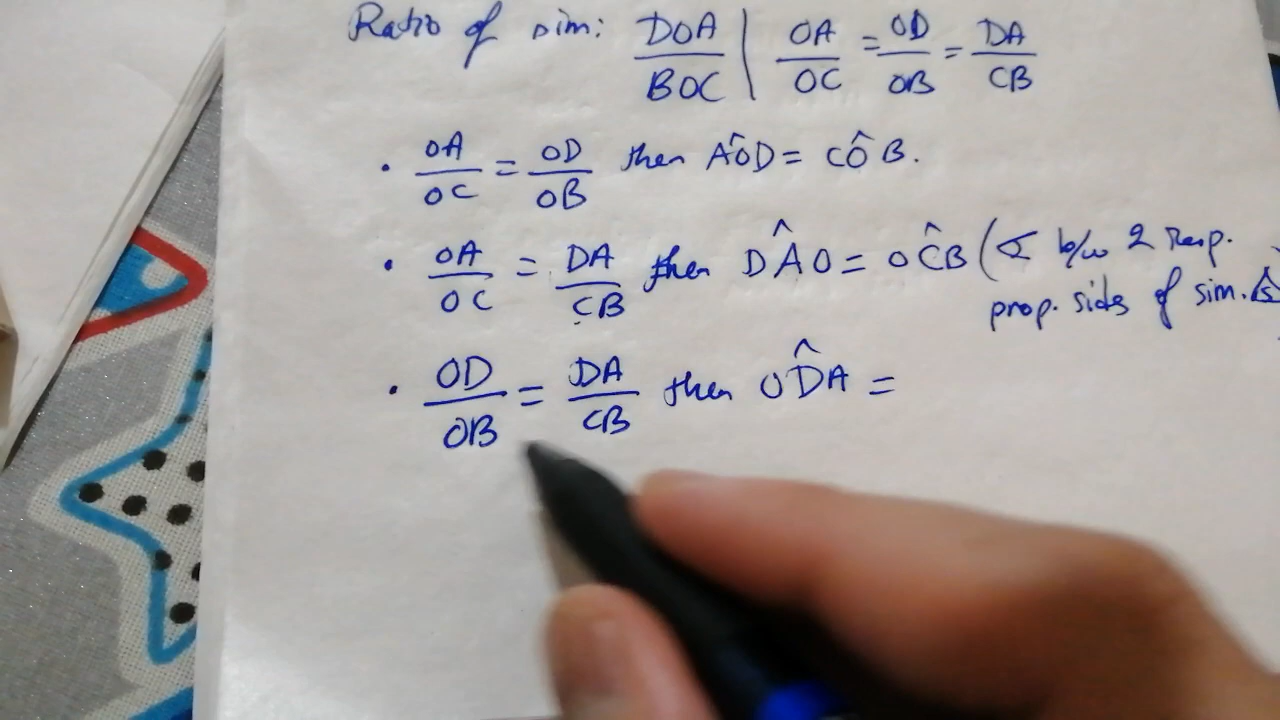 Ratio of sim: DOA/BOC | OA/OC = OD/OB = DA/CB
• OA/OC = OD/OB then AÔD = CÔB.
• OA/OC = DA/CB then DÂO = OĈB (∠ b/w 2 resp.
prop. sides of sim. Δs
• OD/OB = DA/CB then OD̂A =